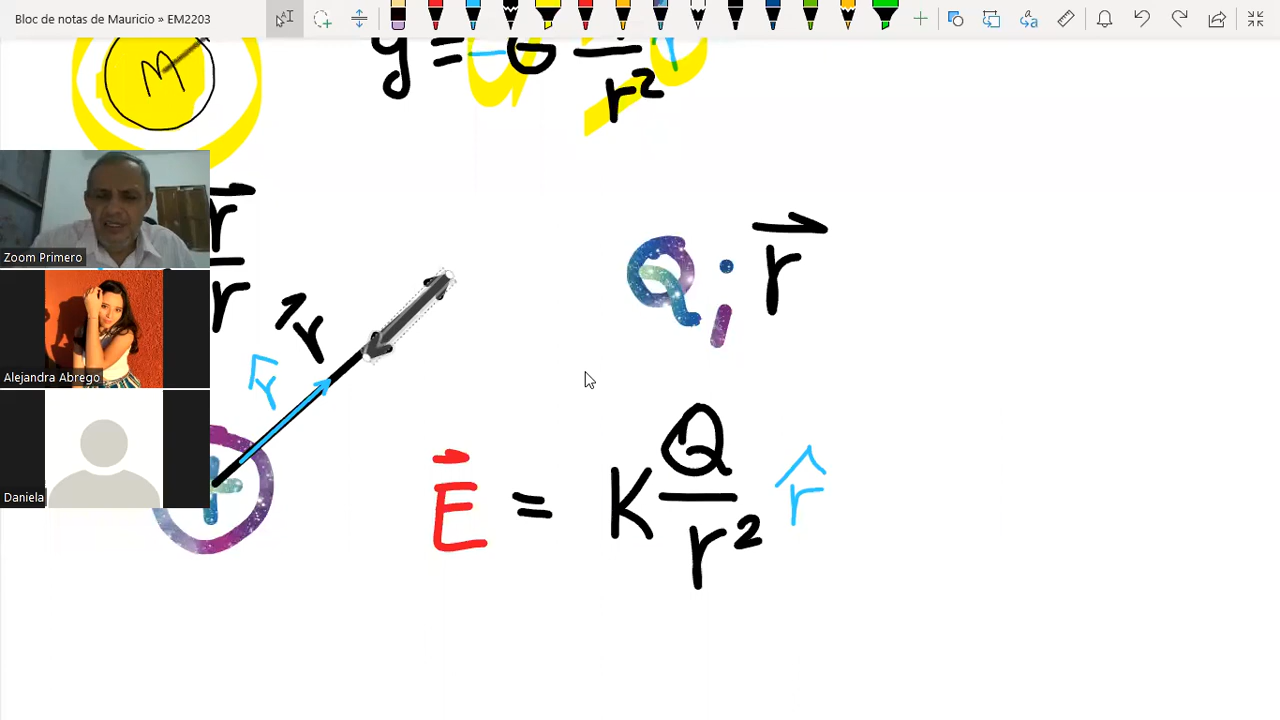 Bloc de notas de Mauricio » EM2203
M
g = - G — r̂
r²
r⃗
r
Zoom Primero
Q ; r⃗
r⃗
r̂
Alejandra Abrego
+
E⃗ = K Q/r² r̂
Daniela